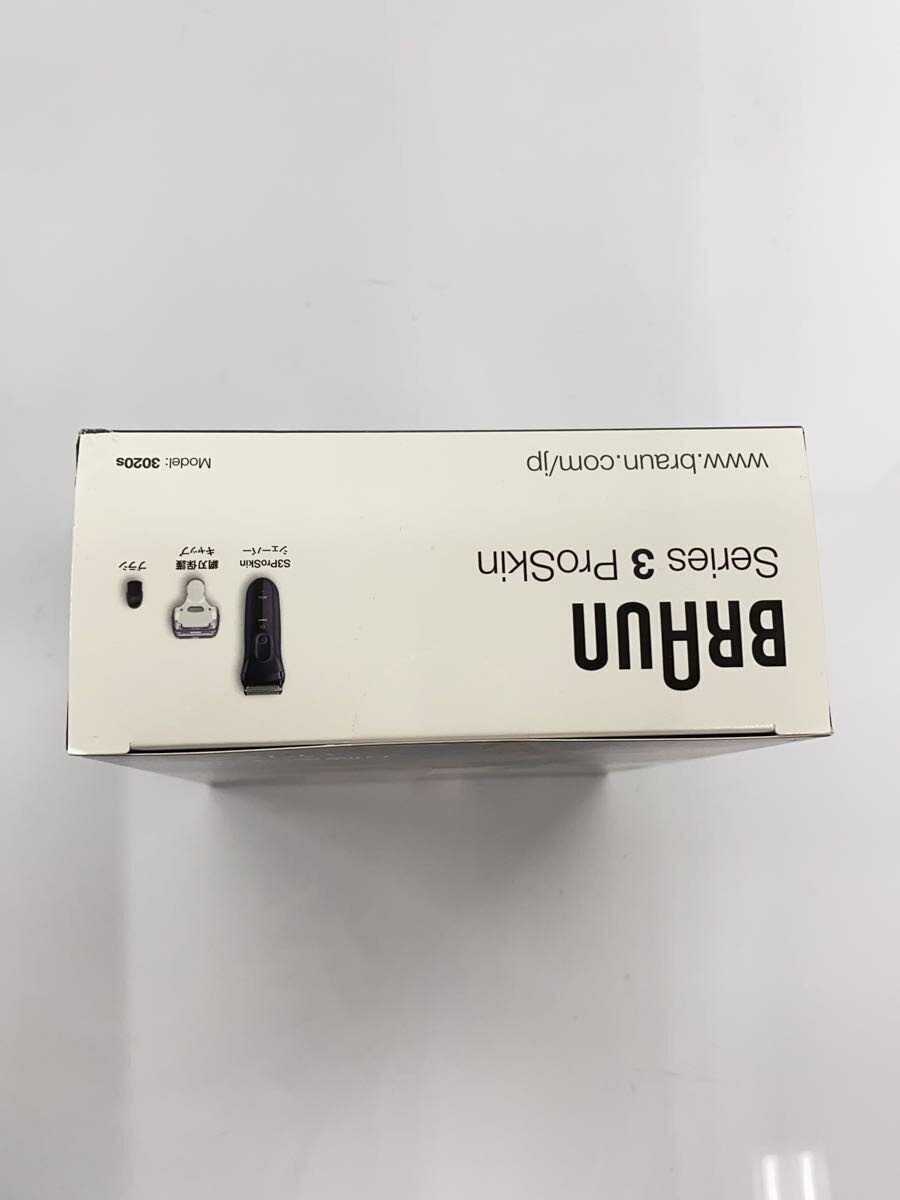 BRAUN
Series 3 ProSkin
S3ProSkin
シェーバー
網刃保護
キャップ
ブラシ
www.braun.com/jp
Model: 3020s